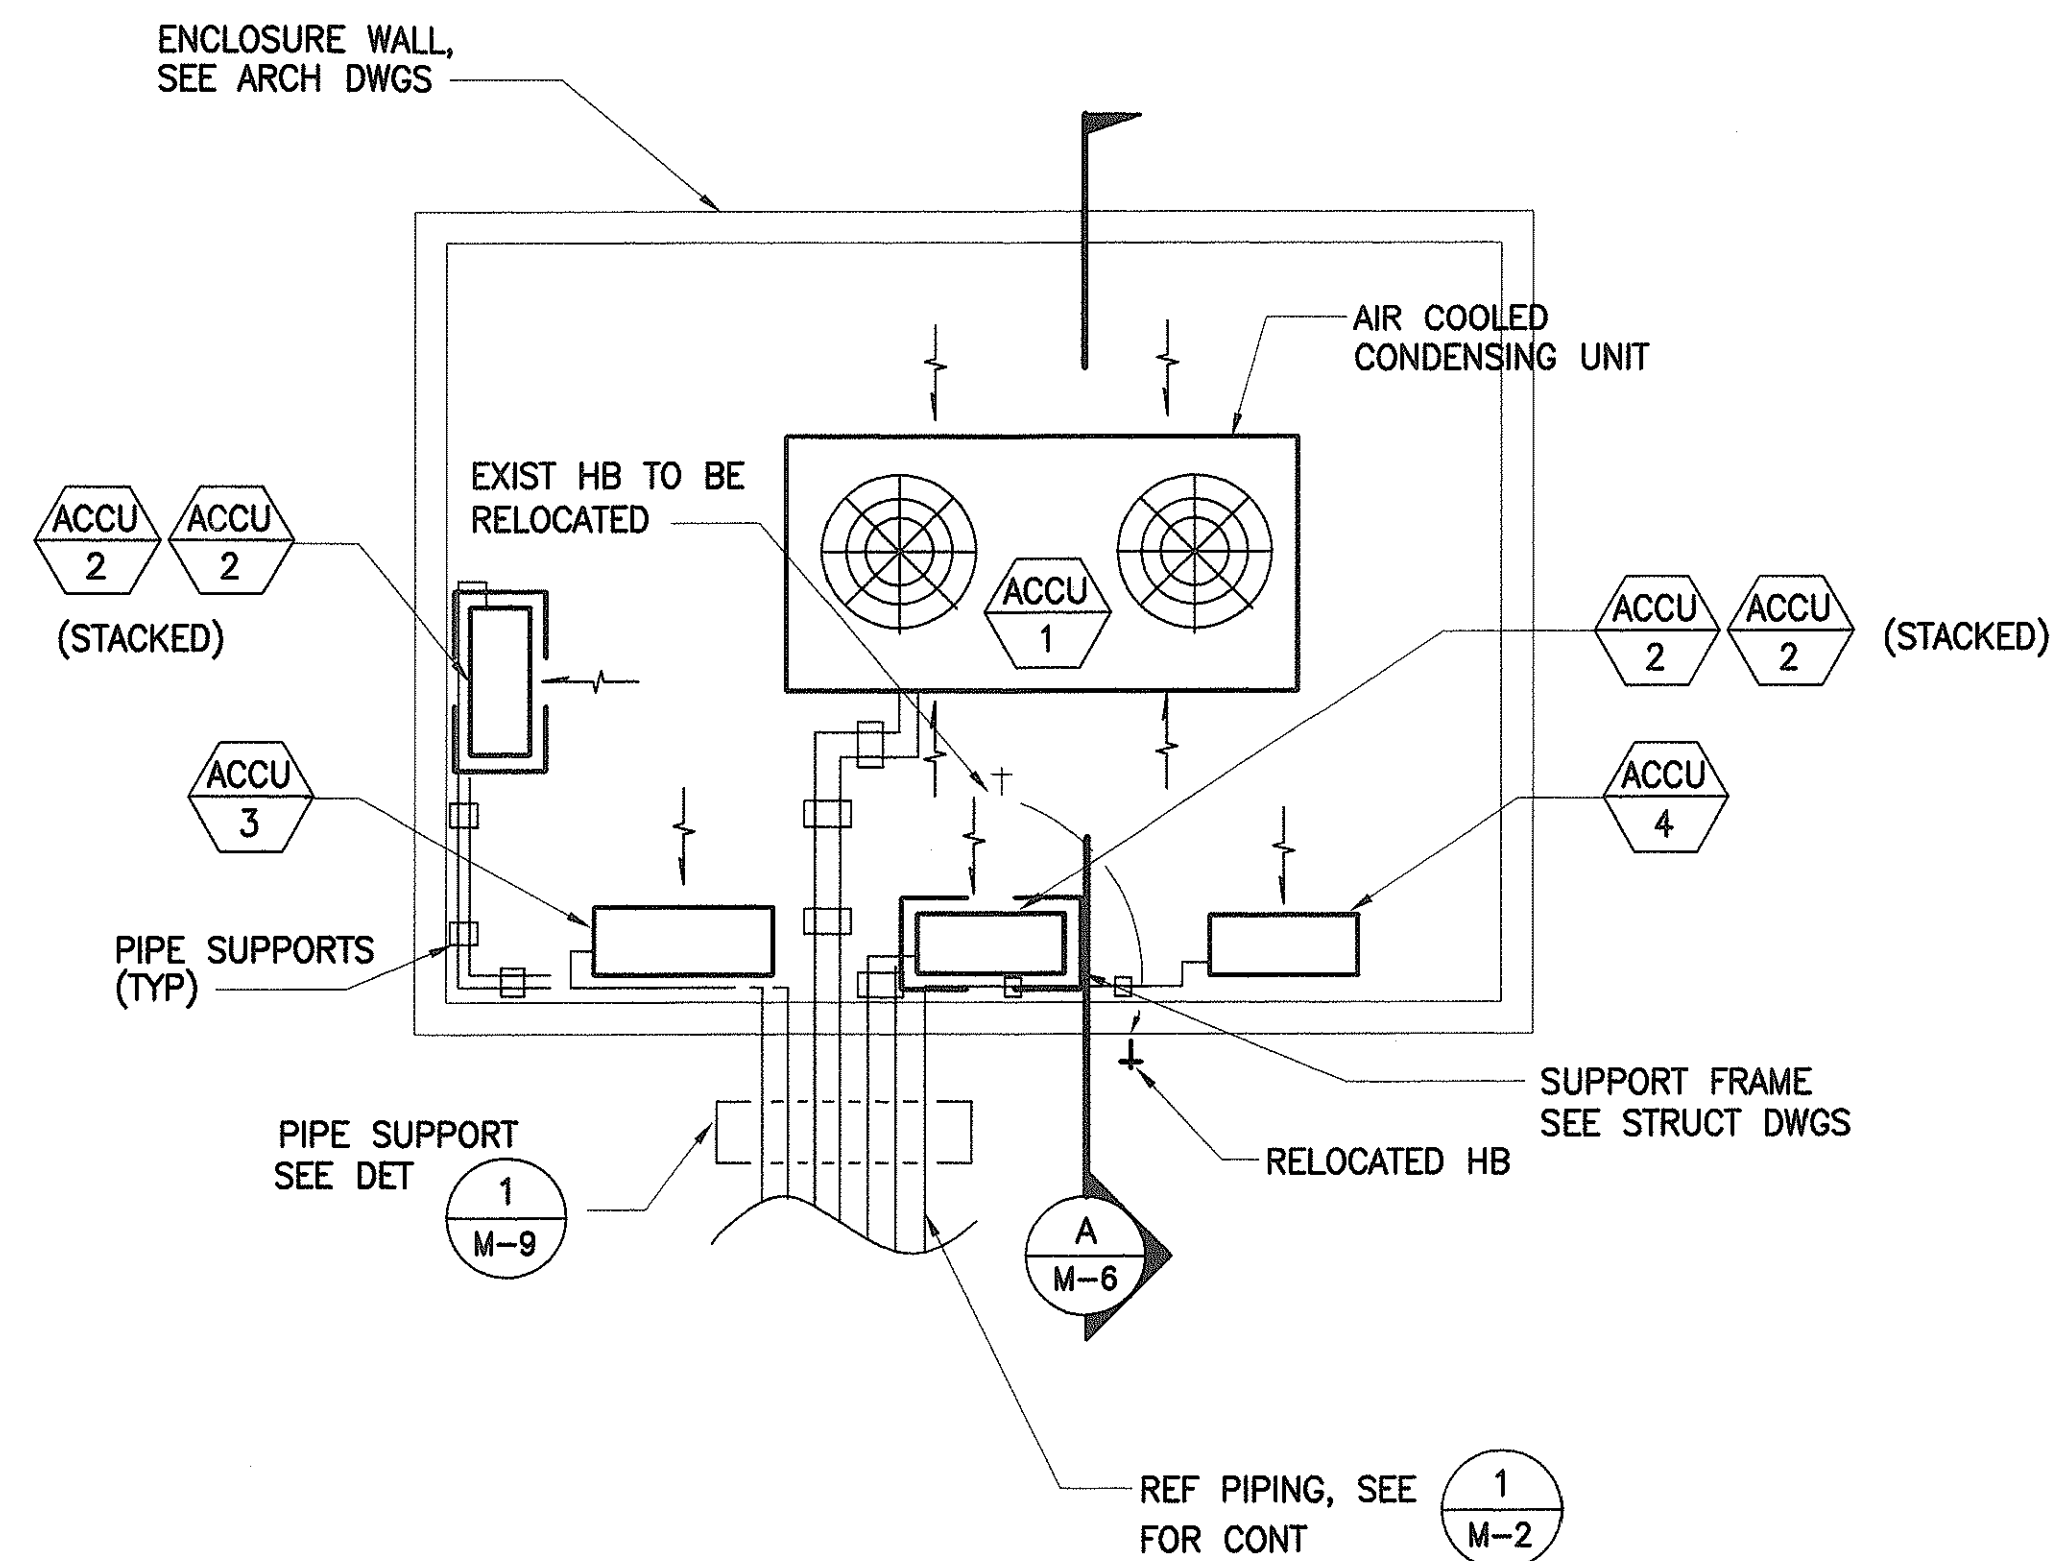 ENCLOSURE WALL,
SEE ARCH DWGS
AIR COOLED
CONDENSING UNIT
EXIST HB TO BE
RELOCATED
ACCU
2
ACCU
2
(STACKED)
ACCU
1
ACCU
2
ACCU
2
(STACKED)
ACCU
3
ACCU
4
PIPE SUPPORTS
(TYP)
SUPPORT FRAME
SEE STRUCT DWGS
PIPE SUPPORT
SEE DET
1
M-9
RELOCATED HB
A
M-6
REF PIPING, SEE
FOR CONT
1
M-2